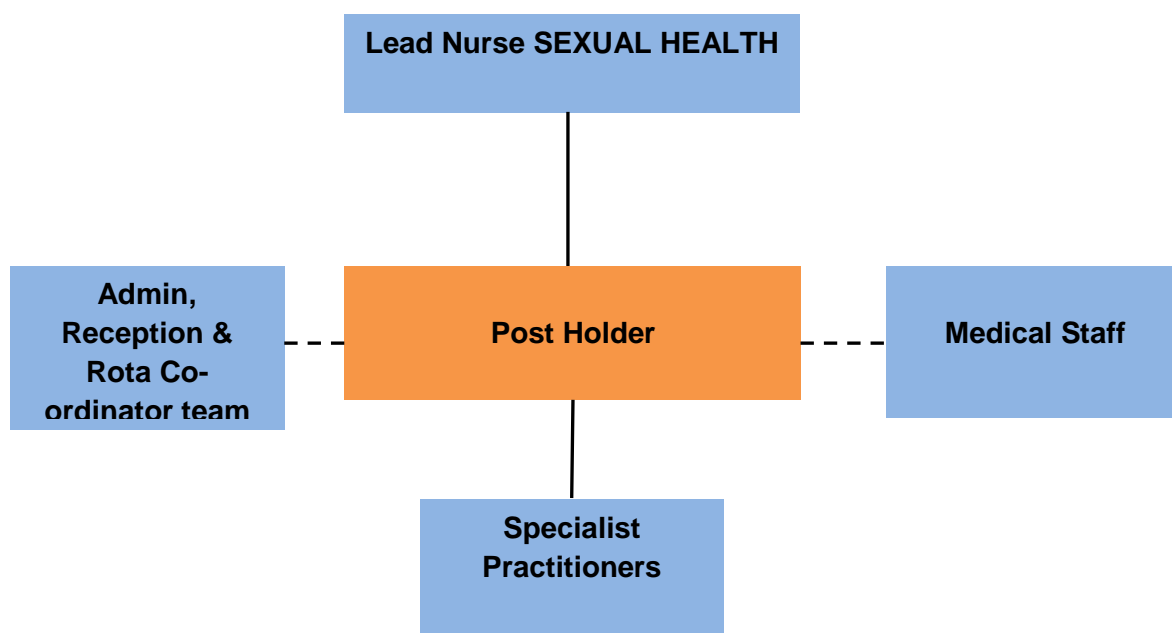 Lead Nurse SEXUAL HEALTH
Admin,
Reception &
Rota Co-
ordinator team
Post Holder
Medical Staff
Specialist
Practitioners